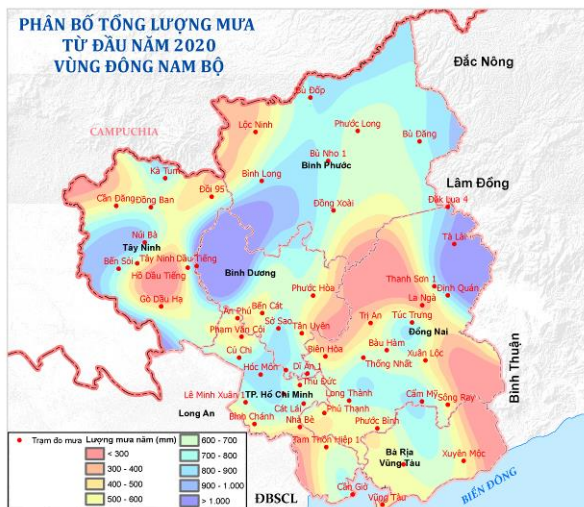 PHÂN BỐ TỔNG LƯỢNG MƯA
TỪ ĐẦU NĂM 2020
VÙNG ĐÔNG NAM BỘ
Đắc Nông
CAMPUCHIA
Bù Đốp
Lộc Ninh
Phước Long
Bù Đăng
Bù Nho 1
Bình Phước
Bình Long
Lâm Đồng
Kà Tum
Đồi 95
Cần Đăng
Đồng Ban
Đồng Xoài
Đăk Lua 4
Núi Bà
Tây Ninh
Tà Lài
Bến Sỏi
Tây Ninh
Dầu Tiếng
Hồ Dầu Tiếng
Bình Dương
Thanh Sơn 1
Định Quán
Gò Dầu Hạ
Phước Hòa
La Ngà
Bến Cát
An Phú
Sở Sao
Trị An
Túc Trưng
Phạm Văn Cội
Tân Uyên
Đồng Nai
Củ Chi
Biên Hòa
Bàu Hàm
Thống Nhất
Xuân Lộc
Bình Thuận
Hóc Môn
Dĩ An 1
Thủ Đức
Lê Minh Xuân 1
TP. Hồ Chí Minh
Long Thành
Cẩm Mỹ
Sông Ray
Long An
Cát Lái
Phú Thạnh
Bình Chánh
Nhà Bè
Phước Bình
Tam Thôn Hiệp 1
Bà Rịa
Vũng Tàu
Xuyên Mộc
Cần Giờ
Vũng Tàu
BIỂN ĐÔNG
ĐBSCL
Trạm đo mưa
Lượng mưa năm (mm)
< 300
300 - 400
400 - 500
500 - 600
600 - 700
700 - 800
800 - 900
900 - 1.000
> 1.000